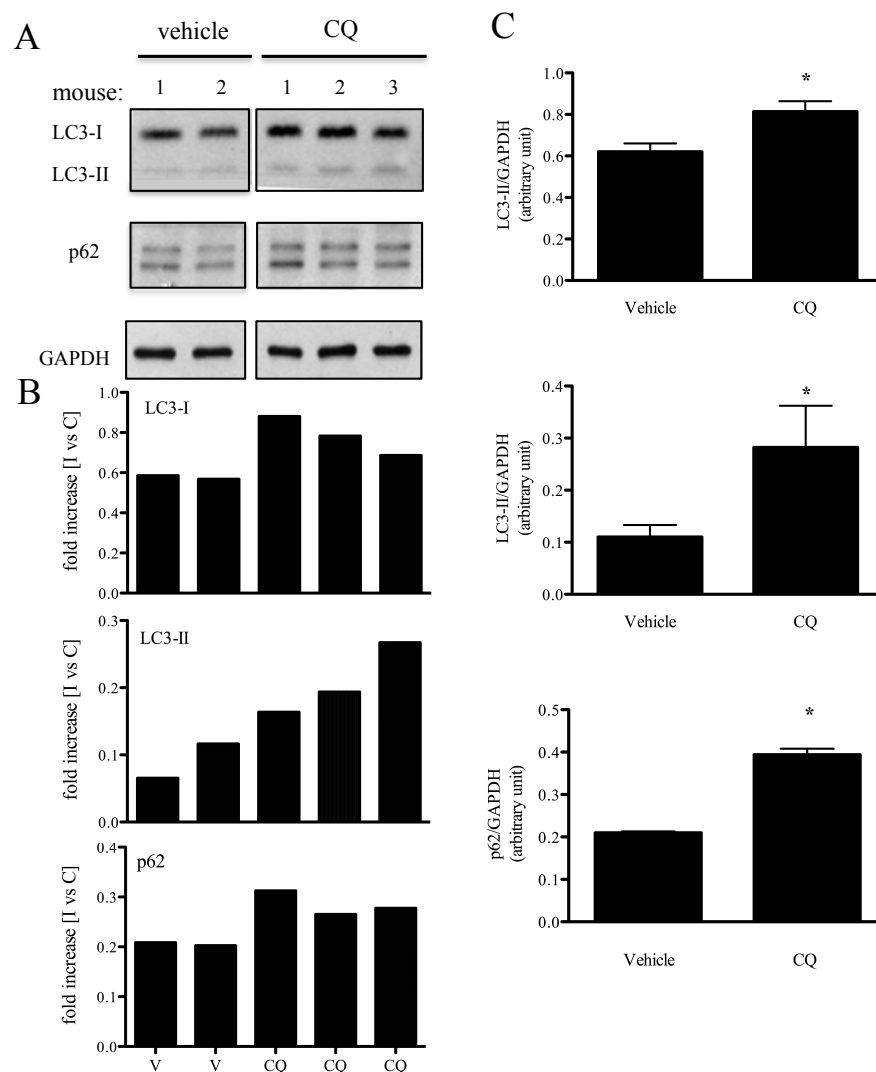 A
vehicle
CQ
mouse:
1 2 1 2 3
LC3-I
LC3-II
p62
GAPDH
B
LC3-I
fold increase [I vs C]
1.0
0.8
0.6
0.4
0.2
0.0
LC3-II
fold increase [I vs C]
0.3
0.2
0.1
0.0
p62
fold increase [I vs C]
0.4
0.3
0.2
0.1
0.0
V V CQ CQ CQ
C
LC3-II/GAPDH
(arbitrary unit)
1.0
0.8
0.6
0.4
0.2
0.0
*
Vehicle CQ
LC3-II/GAPDH
(arbitrary unit)
0.4
0.3
0.2
0.1
0.0
*
Vehicle CQ
p62/GAPDH
(arbitrary unit)
0.5
0.4
0.3
0.2
0.1
0.0
*
Vehicle CQ